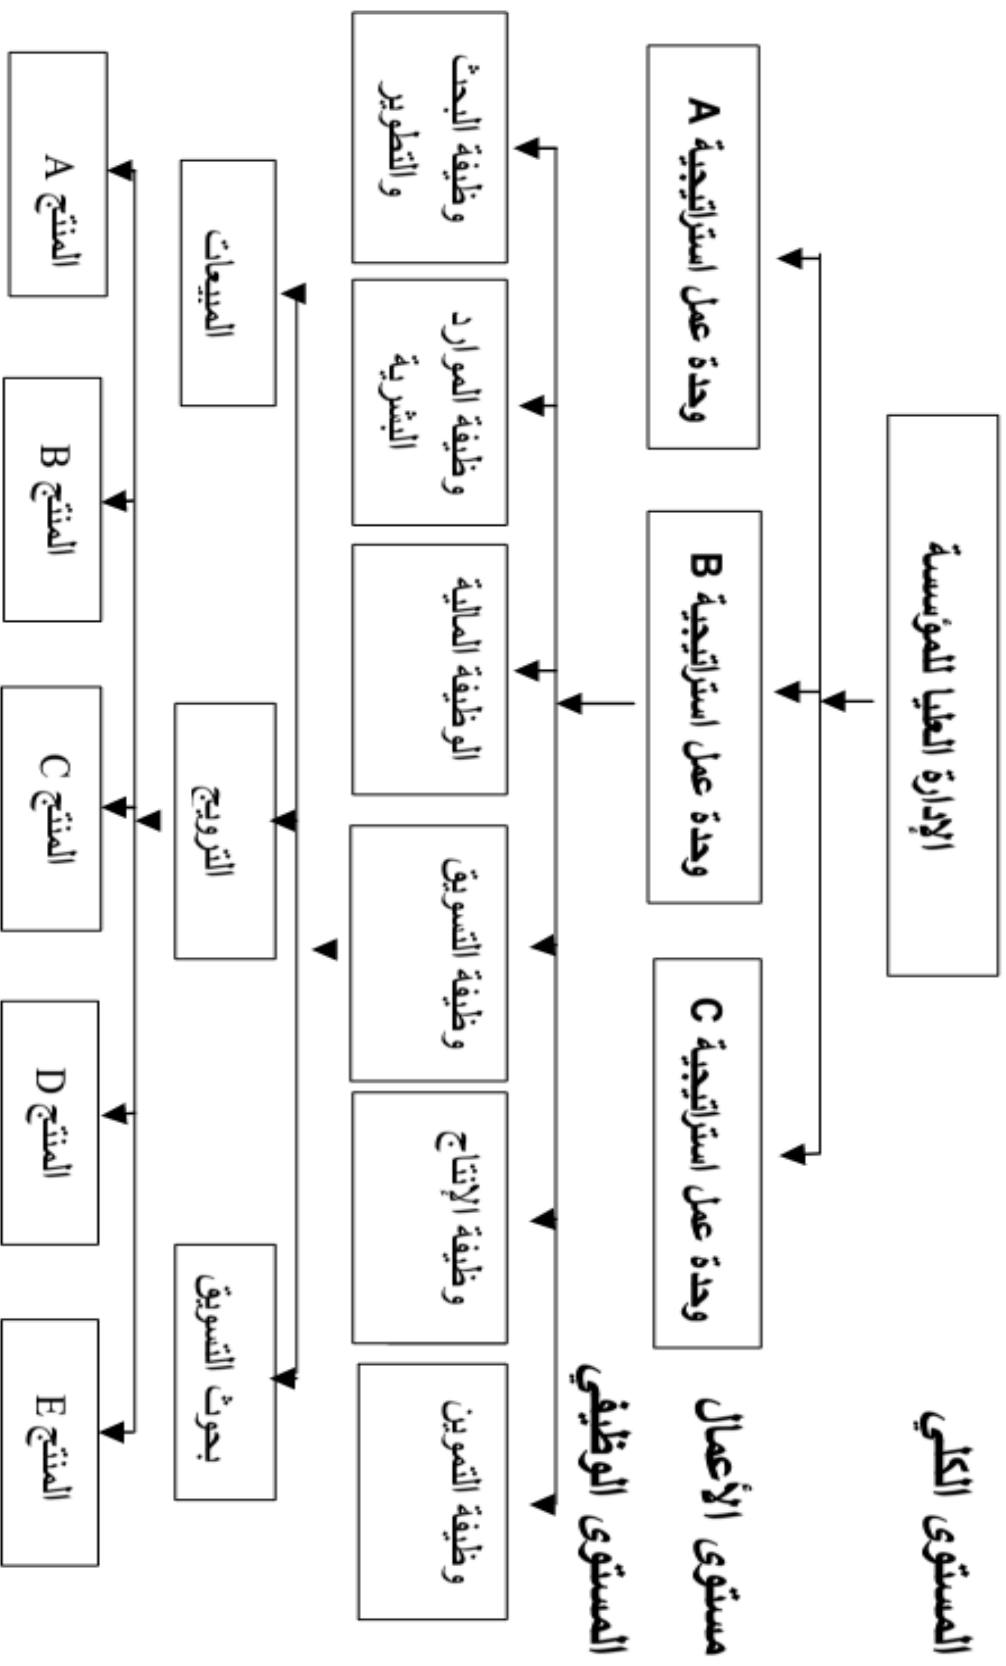 المستوى الكلي
الإدارة العليا للمؤسسة
مستوى الأعمال
وحدة عمل استراتيجية C
وحدة عمل استراتيجية B
وحدة عمل استراتيجية A
المستوى الوظيفي
وظيفة التموين
وظيفة الإنتاج
وظيفة التسويق
الوظيفة المالية
وظيفة الموارد
البشرية
وظيفة البحث
والتطوير
بحوث التسويق
الترويج
المبيعات
المنتج E
المنتج D
المنتج C
المنتج B
المنتج A